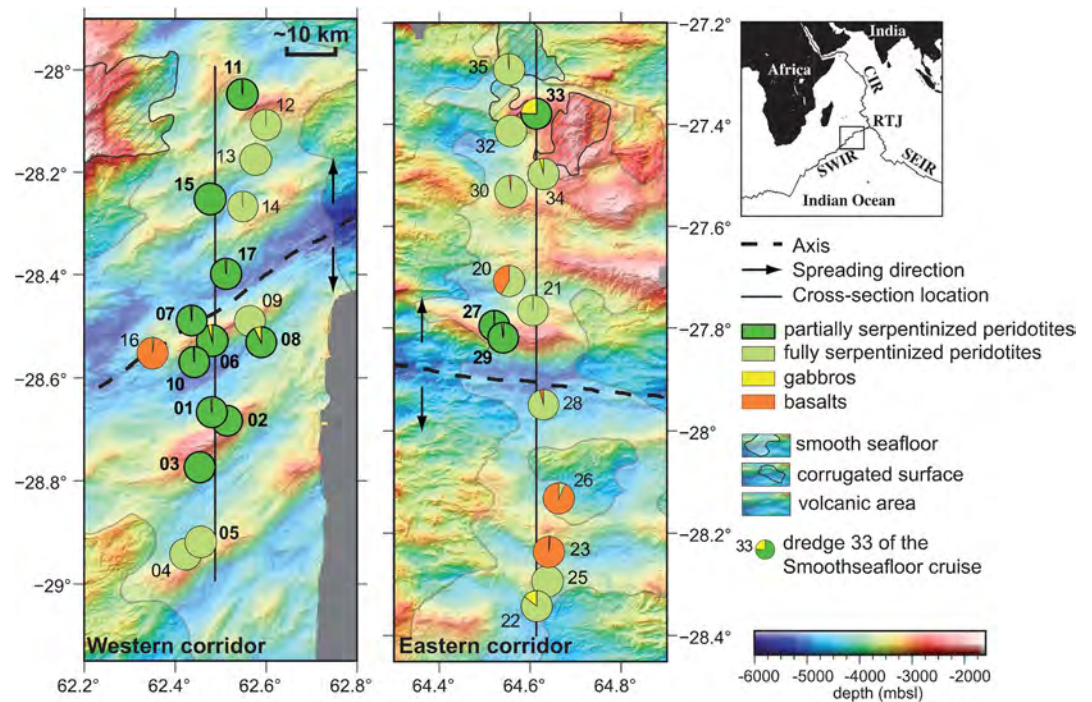 ~10 km
−28°
−28.2°
−28.4°
−28.6°
−28.8°
−29°
11
12
13
15
14
17
07
09
16
08
10
06
01
02
03
05
04
Western corridor
62.2
62.4
62.6
62.8
35
33
32
30
34
20
21
27
29
28
26
23
25
22
Eastern corridor
64.4
64.6
64.8
−27.2°
−27.4°
−27.6°
−27.8°
−28°
−28.2°
−28.4°
India
Africa
CIR
RTJ
SWIR
SEIR
Indian Ocean
Axis
Spreading direction
Cross-section location
partially serpentinized peridotites
fully serpentinized peridotites
gabbros
basalts
smooth seafloor
corrugated surface
volcanic area
33 dredge 33 of the
Smoothseafloor cruise
-6000 -5000 -4000 -3000 -2000
depth (mbsl)